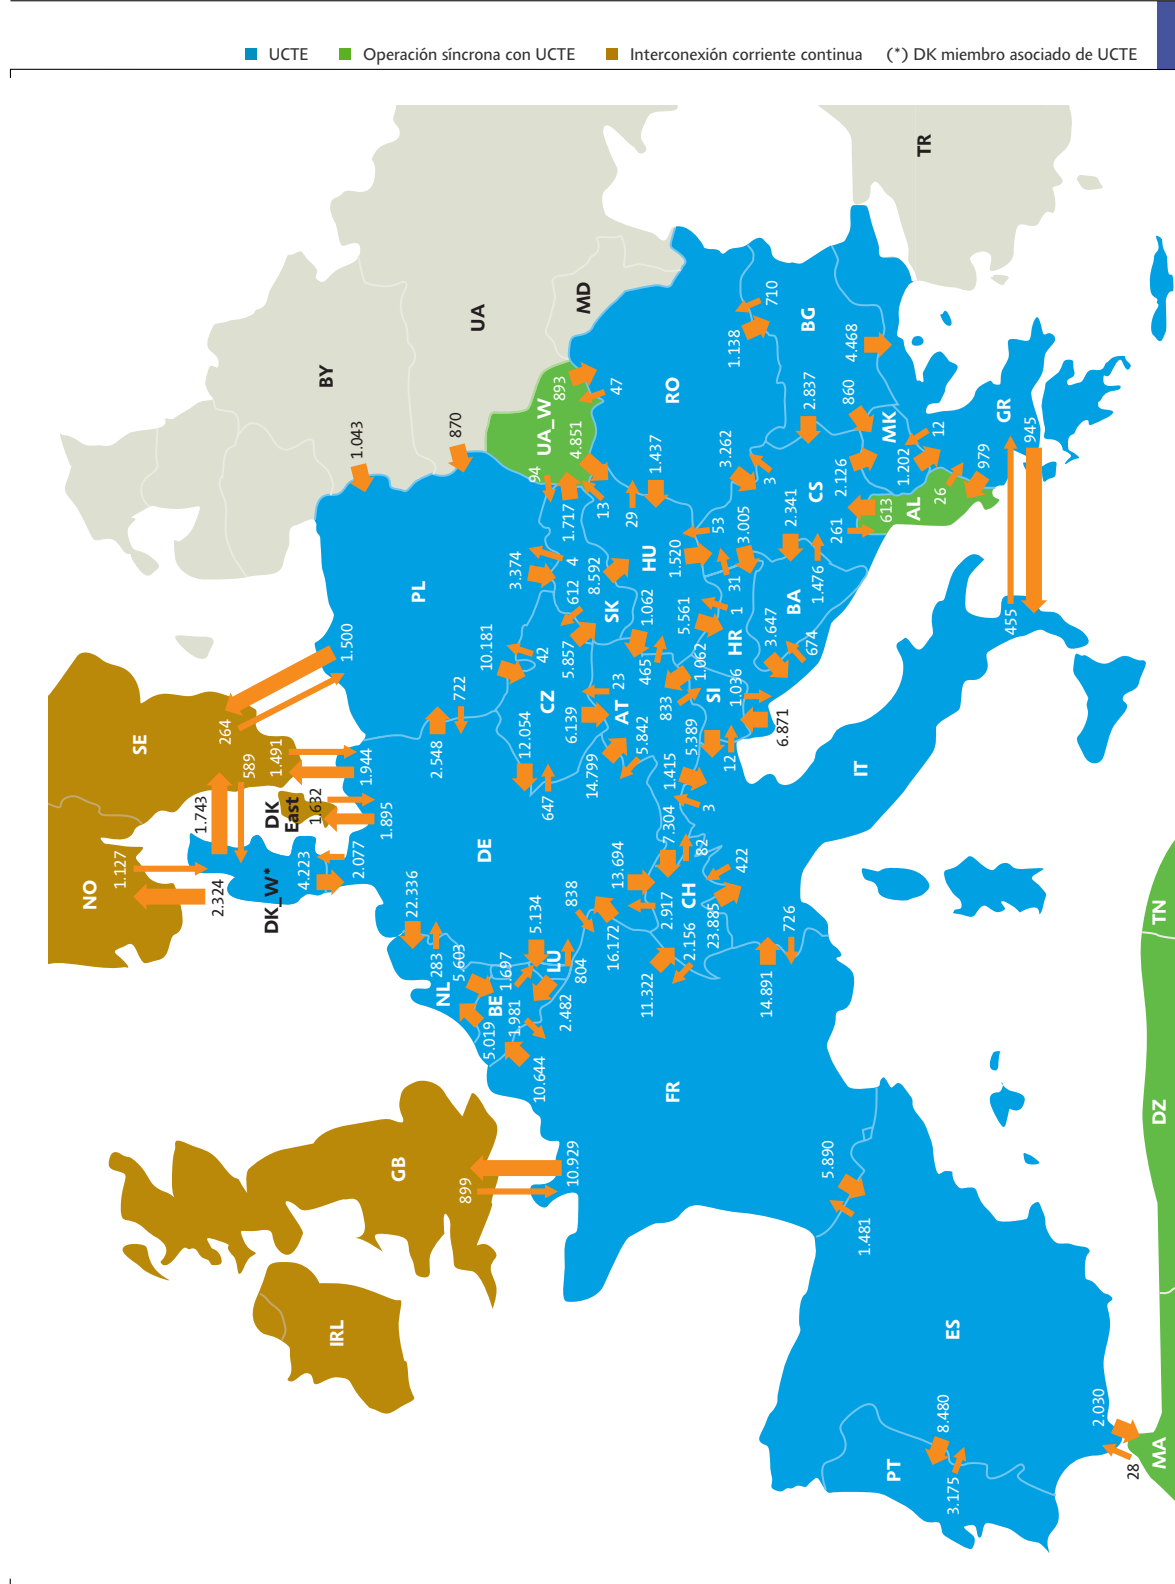 UCTE
Operación síncrona con UCTE
Interconexión corriente continua
(*) DK miembro asociado de UCTE
IRL
GB
899
10.929
NO
1.127
2.324
SE
1.743
589
264
1.500
1.491
1.944
DK
East
1.632
1.895
DK_W*
4.223
2.077
BY
1.043
UA
870
MD
TR
PL
DE
22.336
283
NL
5.603
5.019
BE
1.697
1.981
10.644
5.134
LU
804
2.482
838
16.172
2.548
722
12.054
647
10.181
42
CZ
3.374
4
612
5.857
6.139
23
SK
8.592
94
1.717
13
UA_W
4.851
893
47
14.799
5.842
AT
1.062
465
HU
29
1.437
RO
1.138
710
BG
4.468
2.837
3.262
3
860
MK
2.126
1.202
12
GR
945
455
979
26
AL
613
261
CS
2.341
1.476
BA
3.005
53
1.520
31
5.561
1
HR
3.647
674
1.062
833
SI
1.036
6.871
5.389
12
IT
1.415
3
7.304
82
13.694
2.917
CH
422
23.885
2.156
11.322
726
14.891
FR
5.890
1.481
ES
PT
8.480
3.175
2.030
28
MA
DZ
TN